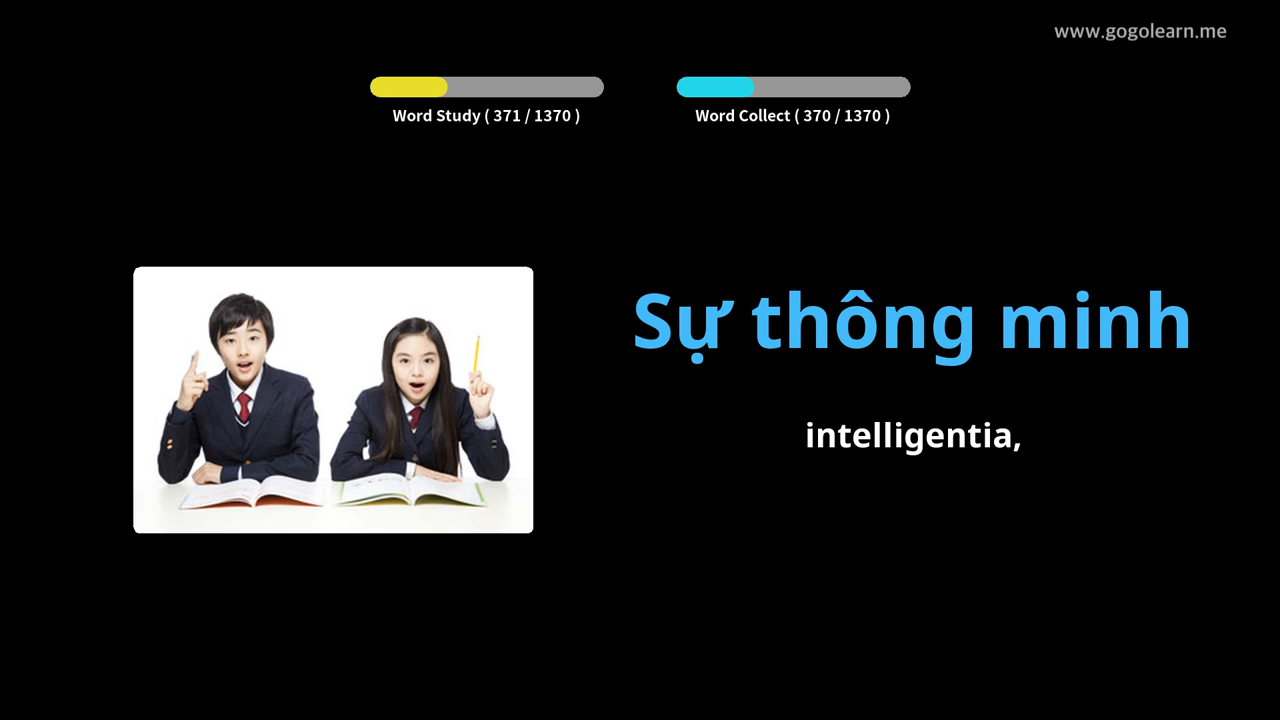 www.gogolearn.me
Word Study ( 371 / 1370 )
Word Collect ( 370 / 1370 )
Sự thông minh
intelligentia,